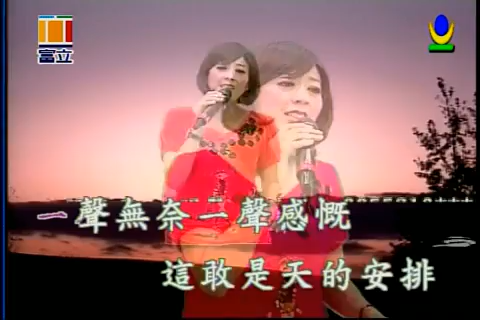 富立
一聲無奈一聲感慨
這敢是天的安排